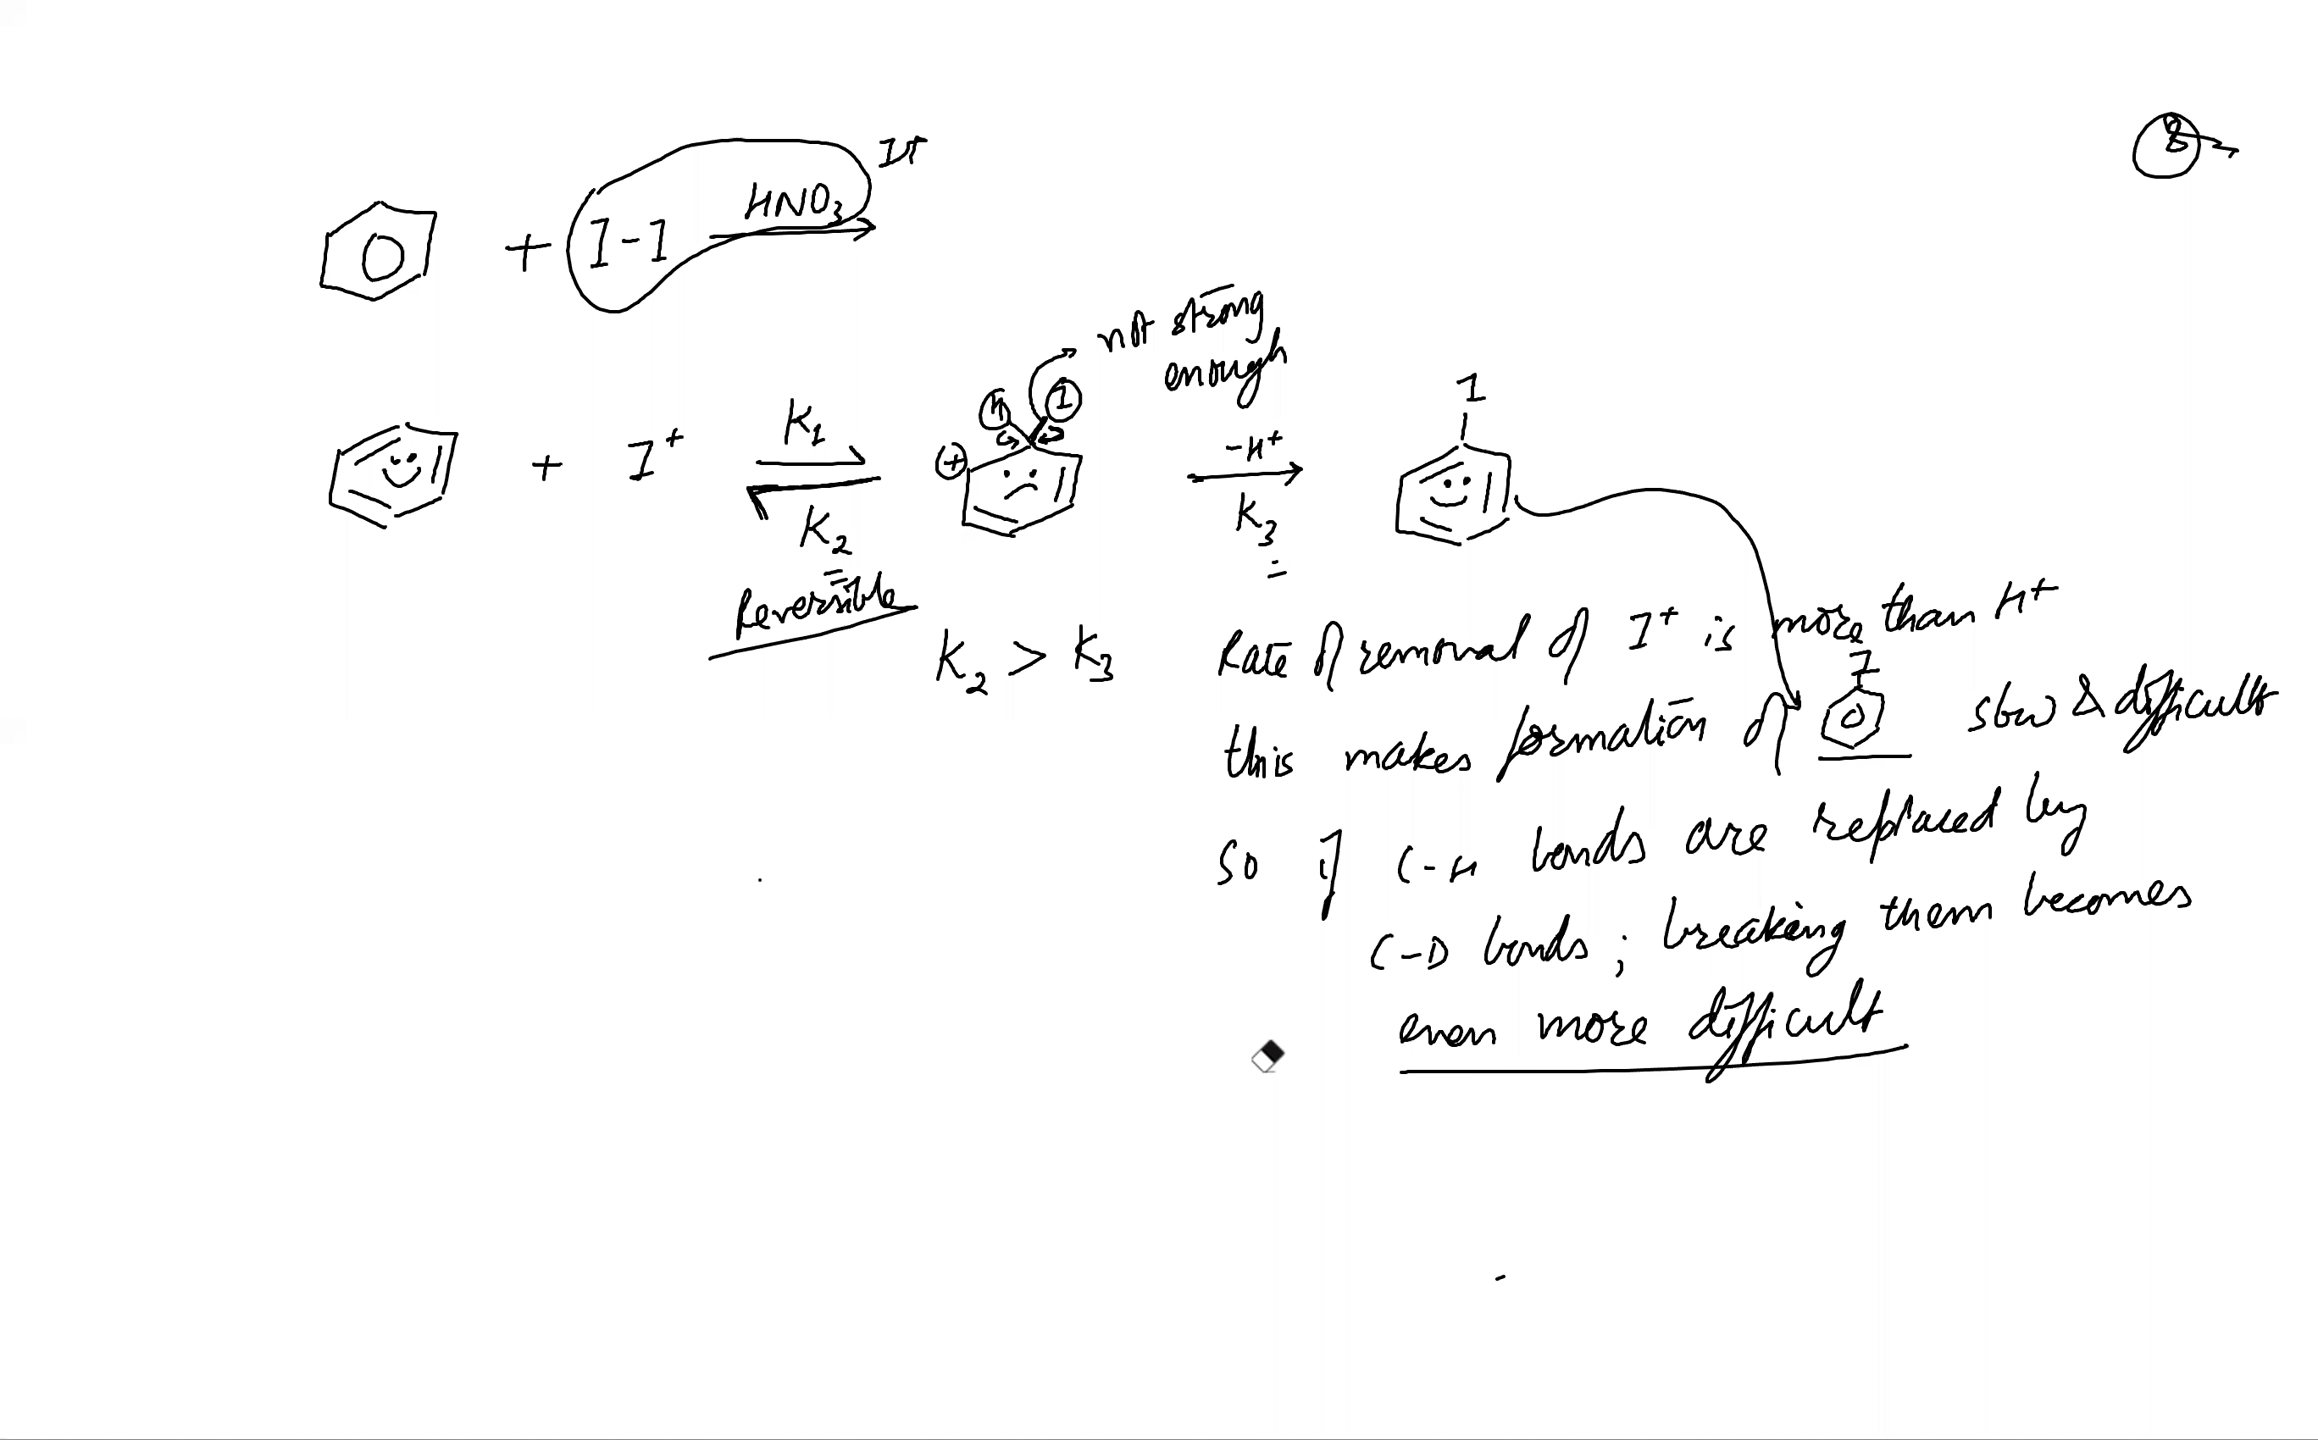 8
I+
HNO3
+ I-I
not strong
enough
H I
I
+ I+ K1 + -H+
K2 K3
Reversible
K2 > K3
Rate of removal of I+ is more than H+
I
this makes formation of slow & difficult
so if C-H bonds are replaced by
C-D bonds; breaking them becomes
even more difficult